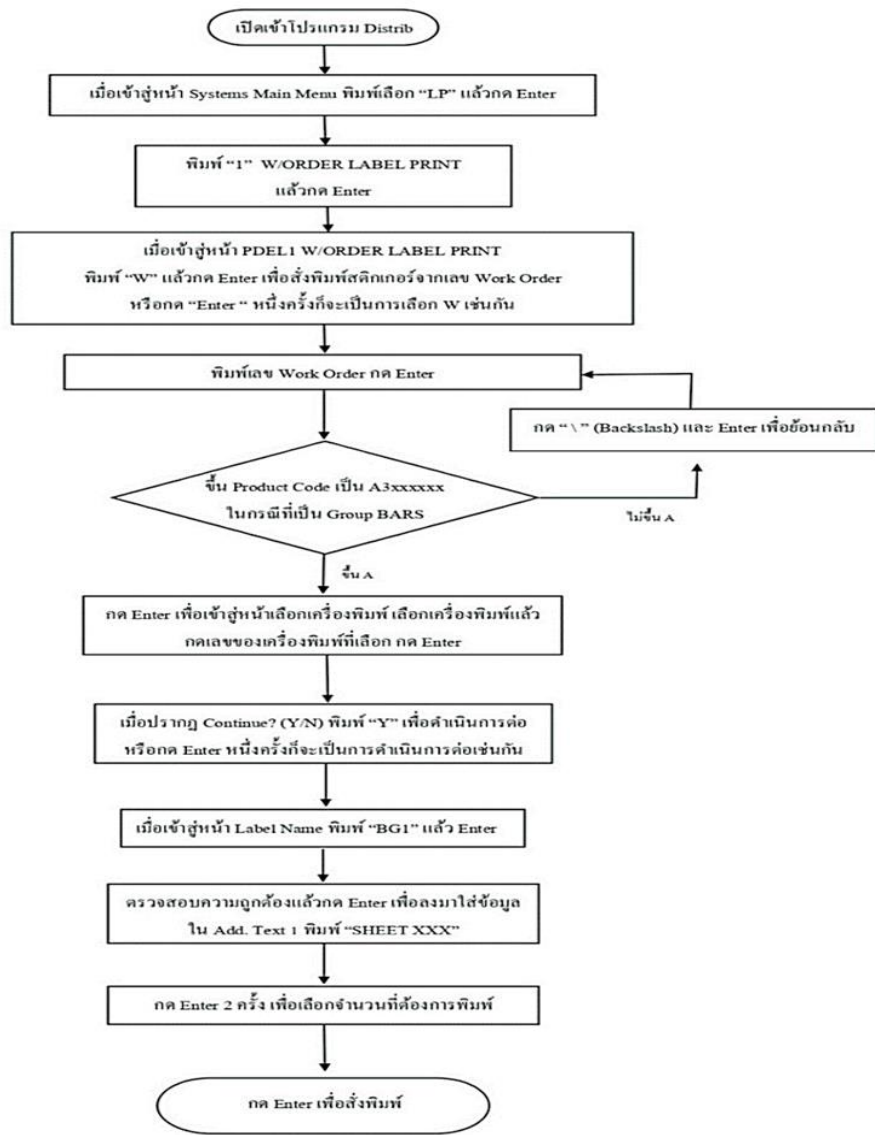 เปิดเข้าโปรแกรม Distrib
เมื่อเข้าสู่หน้า Systems Main Menu พิมพ์เลือก “LP” แล้วกด Enter
พิมพ์ “1” W/ORDER LABEL PRINT
แล้วกด Enter
เมื่อเข้าสู่หน้า PDEL1 W/ORDER LABEL PRINT
พิมพ์ “W” แล้วกด Enter เพื่อสั่งพิมพ์สติกเกอร์จากเลข Work Order
หรือกด “Enter “ หนึ่งครั้งก็จะเป็นการเลือก W เช่นกัน
พิมพ์เลข Work Order กด Enter
กด “ \ ” (Backslash) และ Enter เพื่อย้อนกลับ
ขึ้น Product Code เป็น A3xxxxxx
ในกรณีที่เป็น Group BARS
ไม่ขึ้น A
ขึ้น A
กด Enter เพื่อเข้าสู่หน้าเลือกเครื่องพิมพ์ เลือกเครื่องพิมพ์แล้ว
กดเลขของเครื่องพิมพ์ที่เลือก กด Enter
เมื่อปรากฏ Continue? (Y/N) พิมพ์ “Y” เพื่อดำเนินการต่อ
หรือกด Enter หนึ่งครั้งก็จะเป็นการดำเนินการต่อเช่นกัน
เมื่อเข้าสู่หน้า Label Name พิมพ์ “BG1” แล้ว Enter
ตรวจสอบความถูกต้องแล้วกด Enter เพื่อลงมาใส่ข้อมูล
ใน Add. Text 1 พิมพ์ “SHEET XXX”
กด Enter 2 ครั้ง เพื่อเลือกจำนวนที่ต้องการพิมพ์
กด Enter เพื่อสั่งพิมพ์